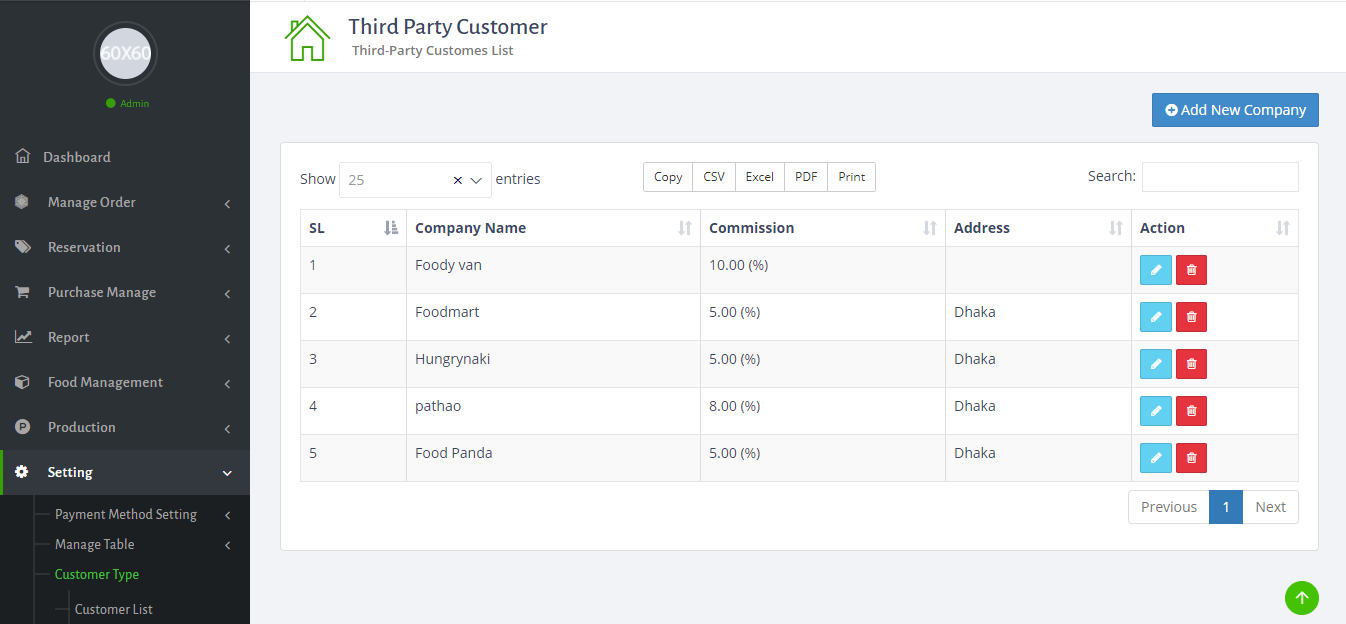 60X60
Admin
Dashboard
Manage Order
Reservation
Purchase Manage
Report
Food Management
P Production
Setting
Payment Method Setting
Manage Table
Customer Type
Customer List
Third Party Customer
Third-Party Customes List
Add New Company
Show 25 entries
Copy CSV Excel PDF Print
Search:
SL Company Name Commission Address Action
1 Foody van 10.00 (%)
2 Foodmart 5.00 (%) Dhaka
3 Hungrynaki 5.00 (%) Dhaka
4 pathao 8.00 (%) Dhaka
5 Food Panda 5.00 (%) Dhaka
Previous 1 Next